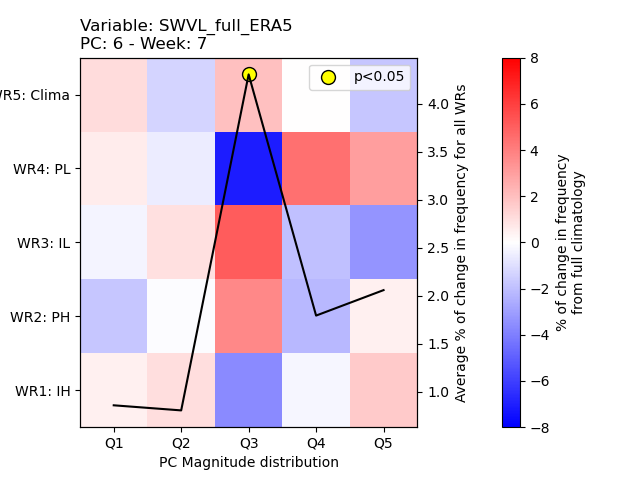 Variable: SWVL_full_ERA5
PC: 6 - Week: 7
p<0.05
WR5: Clima
WR4: PL
WR3: IL
WR2: PH
WR1: IH
4.0
3.5
3.0
2.5
2.0
1.5
1.0
Average % of change in frequency for all WRs
8
6
4
2
0
−2
−4
−6
−8
% of change in frequency
from full climatology
Q1 Q2 Q3 Q4 Q5
PC Magnitude distribution